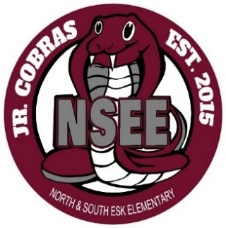 JR. COBRAS
EST. 2015
NSEE
NORTH & SOUTH ESK ELEMENTARY